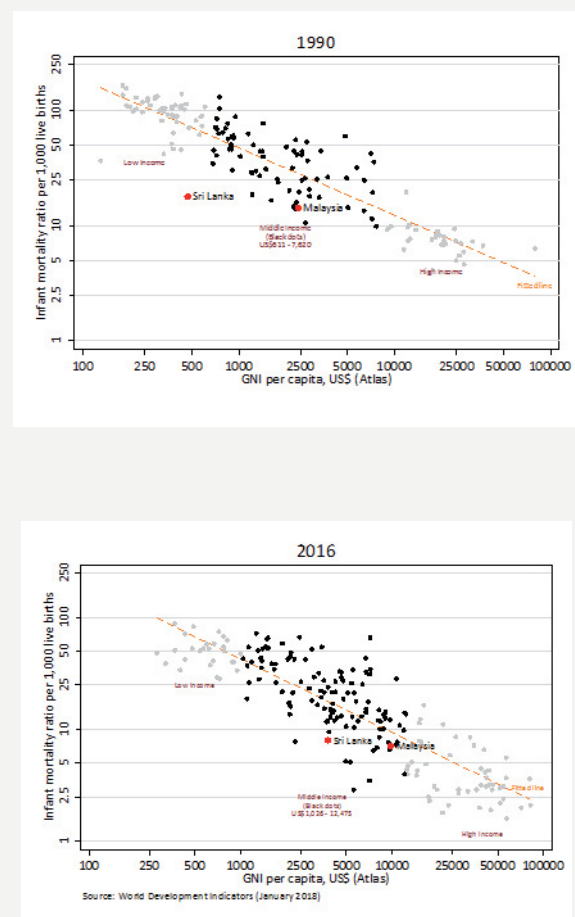 1990
Infant mortality ratio per 1,000 live births
250
100
50
25
10
5
2.5
1
Low Income
Sri Lanka
Malaysia
Middle Income
(Black dots)
US$611 - 7,620
High Income
Fitted line
100 250 500 1000 2500 5000 10000 25000 50000 100000
GNI per capita, US$ (Atlas)
2016
Infant mortality ratio per 1,000 live births
250
100
50
25
10
5
2.5
1
Low Income
Sri Lanka
Malaysia
Middle Income
(Black dots)
US$1,026 - 12,475
Fitted line
High Income
100 250 500 1000 2500 5000 10000 25000 50000 100000
GNI per capita, US$ (Atlas)
Source: World Development Indicators (January 2018)